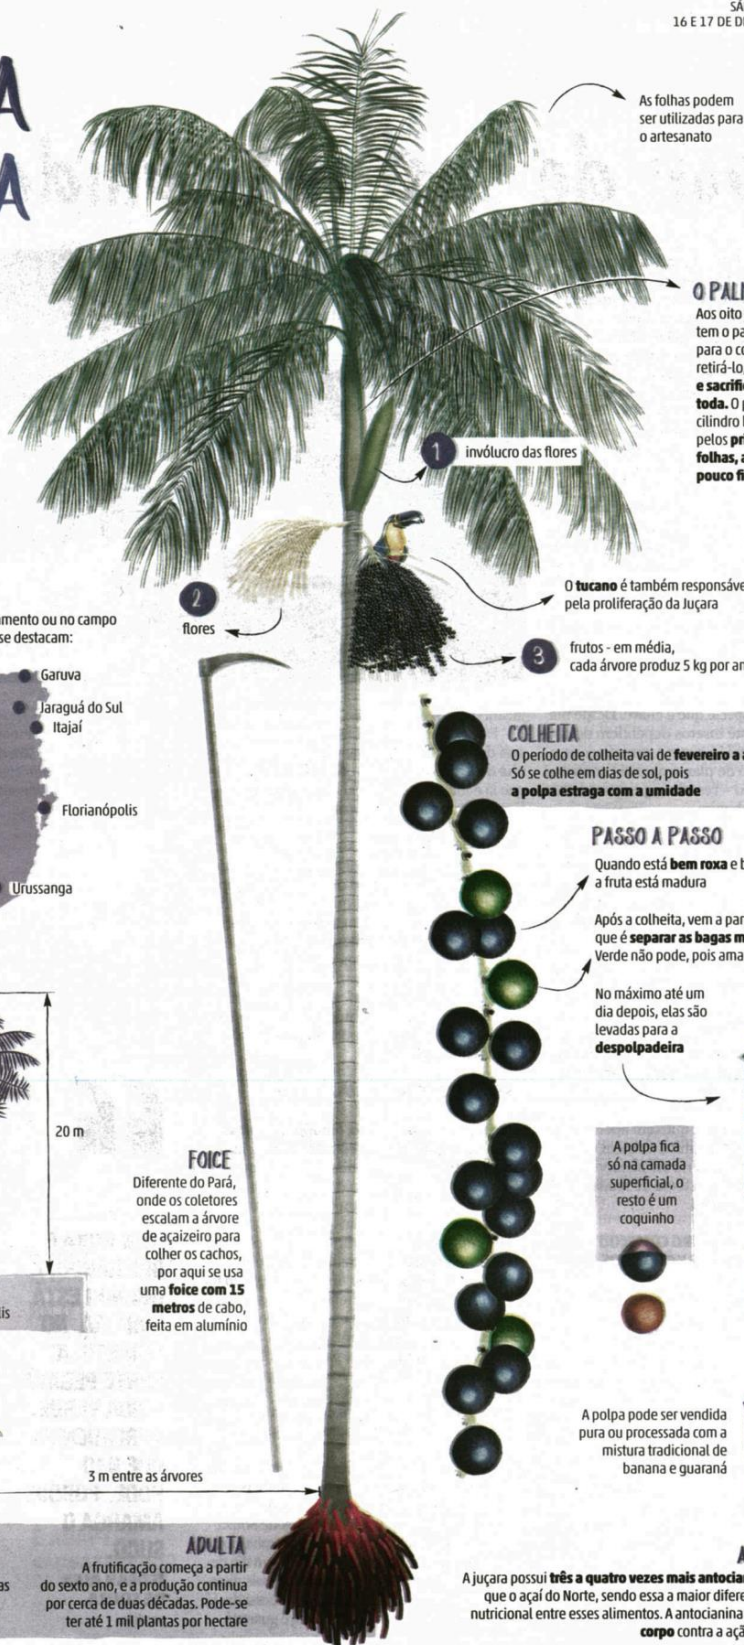 SÁ
16 E 17 DE DE
A
A
As folhas podem
ser utilizadas para
o artesanato
O PALM
Aos oito
tem o pa
para o co
retirá-lo,
e sacrific
toda. O p
cilindro b
pelos pri
folhas, a
pouco fi
1
invólucro das flores
2
flores
O tucano é também responsáve
pela proliferação da Juçara
3
frutos - em média,
cada árvore produz 5 kg por an
amento ou no campo
se destacam:
Garuva
Jaraguá do Sul
Itajaí
Florianópolis
Urussanga
COLHEITA
O período de colheita vai de fevereiro a a
Só se colhe em dias de sol, pois
a polpa estraga com a umidade
PASSO A PASSO
Quando está bem roxa e b
a fruta está madura
Após a colheita, vem a par
que é separar as bagas m
Verde não pode, pois ama
No máximo até um
dia depois, elas são
levadas para a
despolpadeira
A polpa fica
só na camada
superficial, o
resto é um
coquinho
20 m
lis
FOICE
Diferente do Pará,
onde os coletores
escalam a árvore
de açaizeiro para
colher os cachos,
por aqui se usa
uma foice com 15
metros de cabo,
feita em alumínio
A polpa pode ser vendida
pura ou processada com a
mistura tradicional de
banana e guaraná
3 m entre as árvores
ADULTA
A frutificação começa a partir
do sexto ano, e a produção continua
por cerca de duas décadas. Pode-se
ter até 1 mil plantas por hectare
as
A
A juçara possui três a quatro vezes mais antocian
que o açaí do Norte, sendo essa a maior difere
nutricional entre esses alimentos. A antocianina
corpo contra a açã